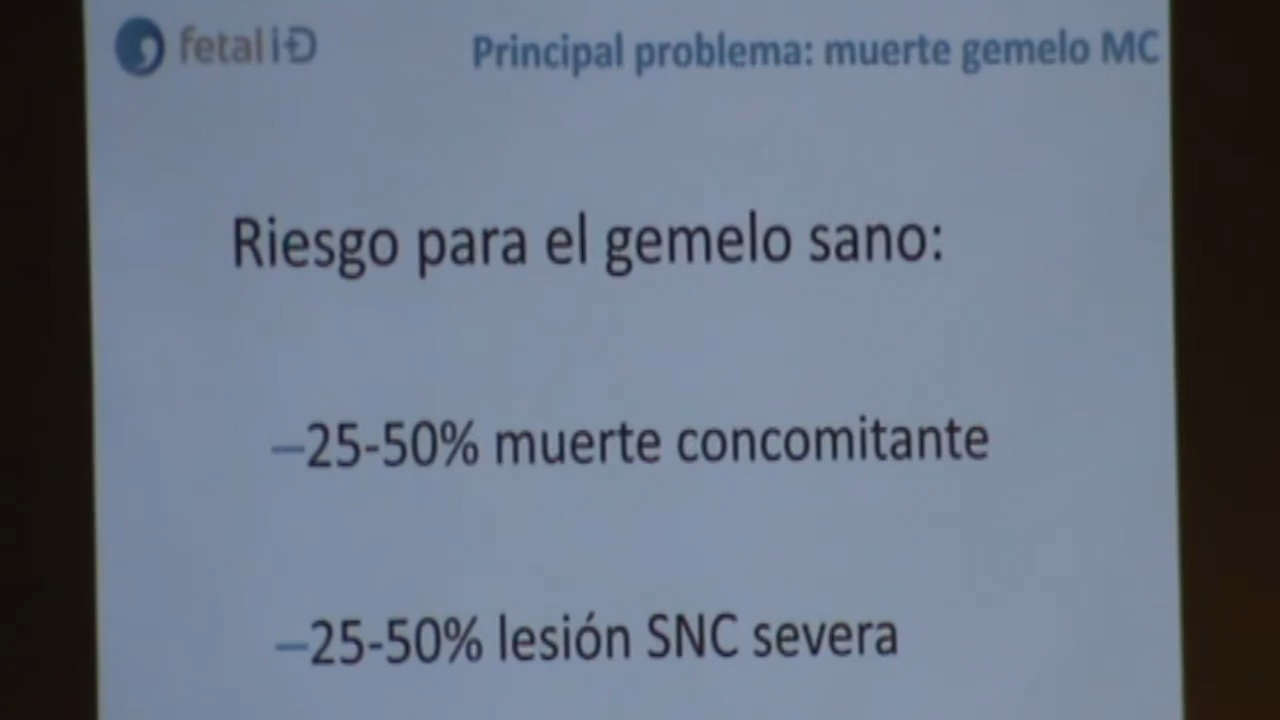 fetal i+D
Principal problema: muerte gemelo MC
Riesgo para el gemelo sano:
–25-50% muerte concomitante
–25-50% lesión SNC severa